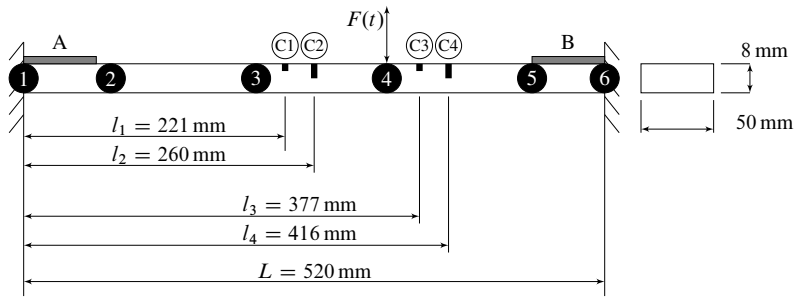 F(t)
A C1 C2 C3 C4 B 8 mm
1 2 3 4 5 6
l₁ = 221 mm 50 mm
l₂ = 260 mm
l₃ = 377 mm
l₄ = 416 mm
L = 520 mm